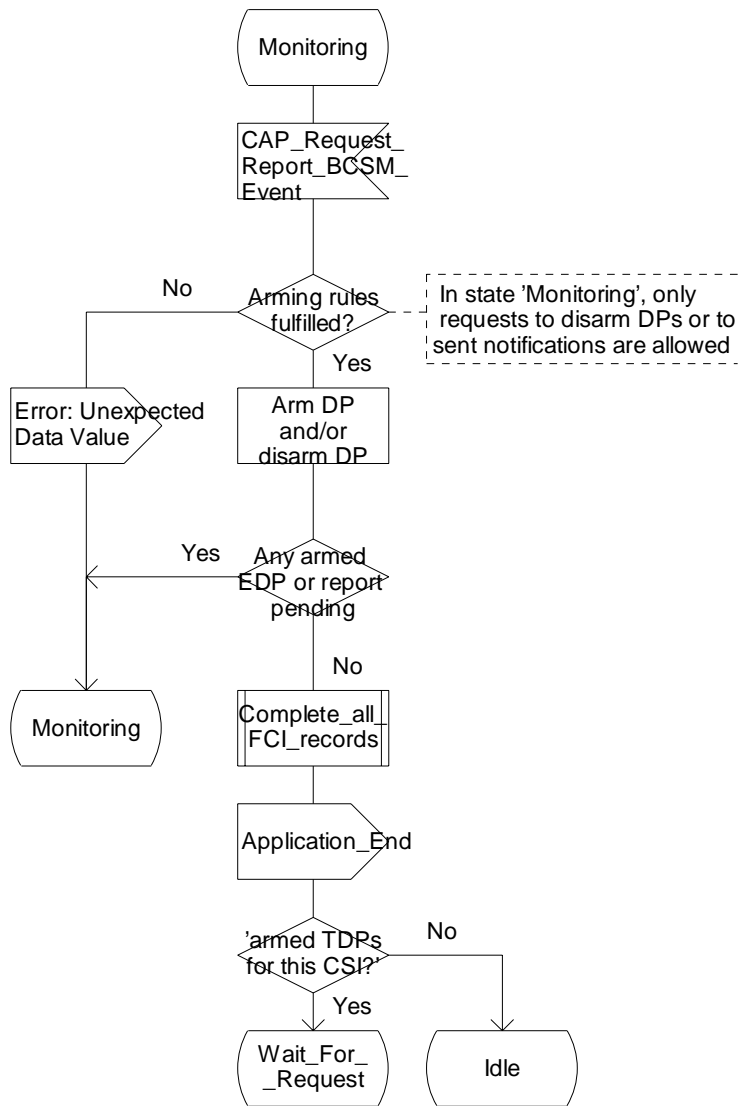 Monitoring
CAP_Request_
Report_BCSM_
Event
No
Arming rules
fulfilled?
In state ’Monitoring’, only
requests to disarm DPs or to
sent notifications are allowed
Yes
Error: Unexpected
Data Value
Arm DP
and/or
disarm DP
Yes
Any armed
EDP or report
pending
No
Monitoring
Complete_all_
FCI_records
Application_End
’armed TDPs
for this CSI?’
No
Yes
Wait_For_
_Request
Idle